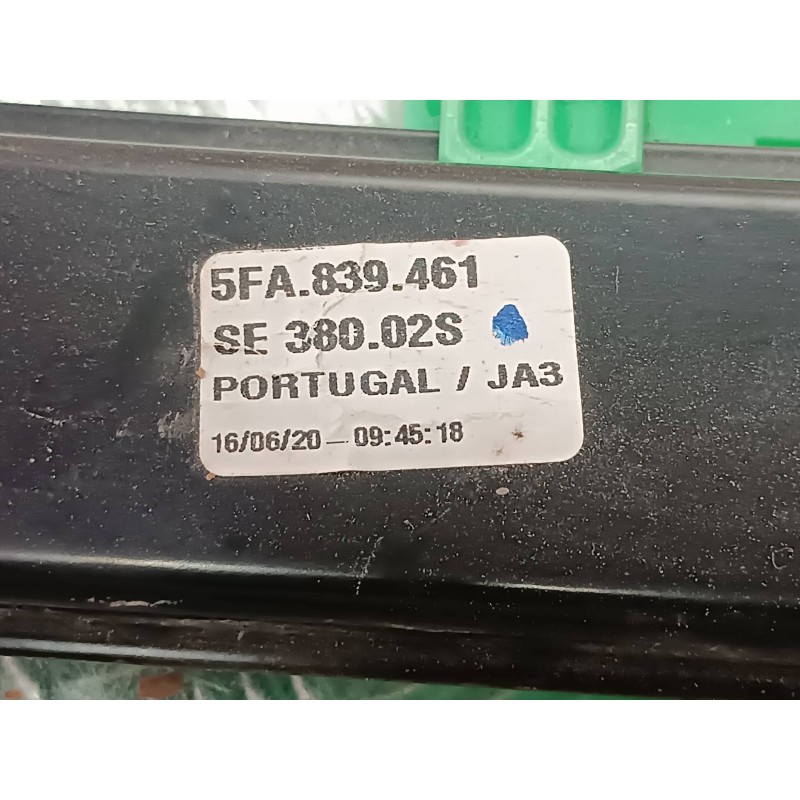 5FA.839.461
SE 380.02S
PORTUGAL / JA3
16/06/20 - 09:45:18